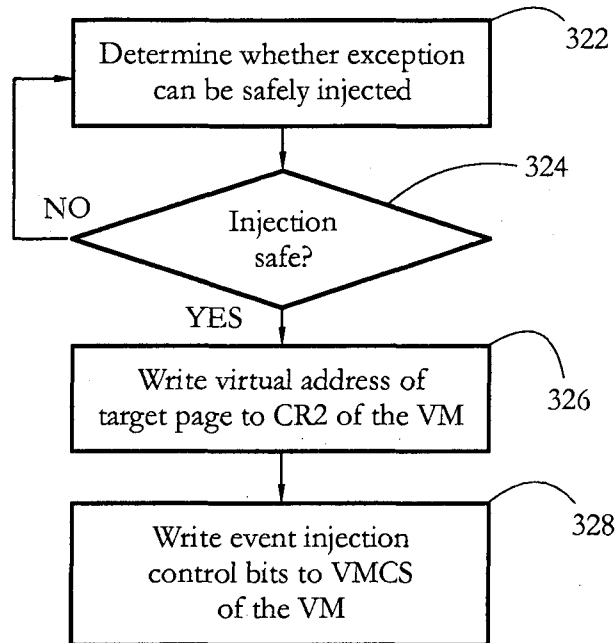 322
Determine whether exception
can be safely injected
324
NO
Injection
safe?
YES
Write virtual address of
target page to CR2 of the VM
326
Write event injection
control bits to VMCS
of the VM
328